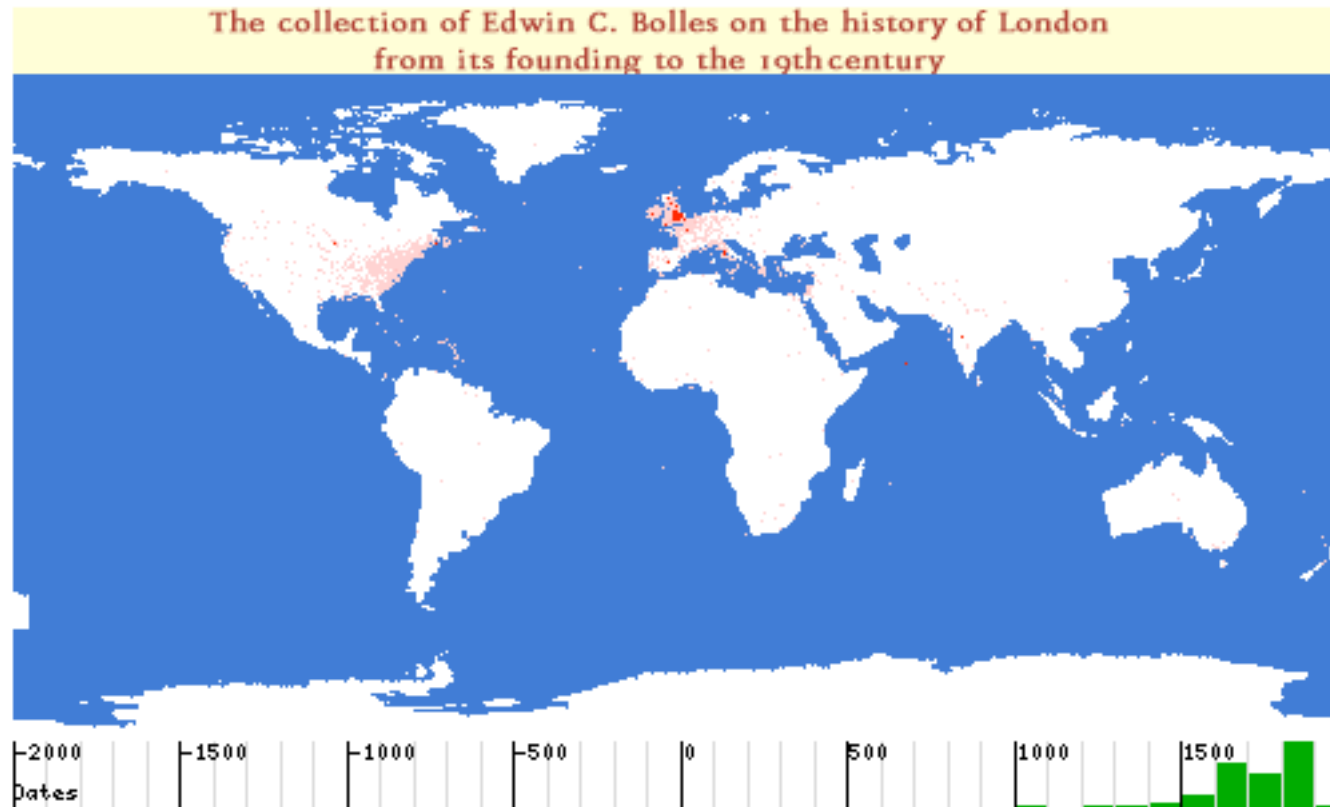 The collection of Edwin C. Bolles on the history of London
from its founding to the 19th century
-2000 -1500 -1000 -500 0 500 1000 1500
Dates